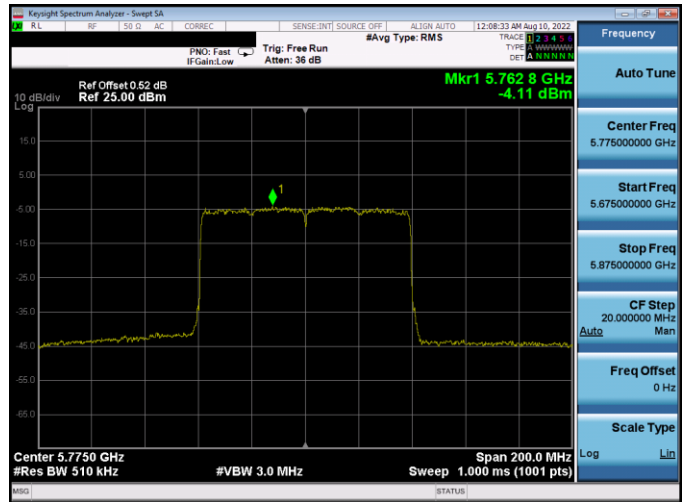 Keysight Spectrum Analyzer - Swept SA
RL RF 50 Ω AC CORREC SENSE:INT SOURCE OFF ALIGN AUTO 12:08:33 AM Aug 10, 2022
#Avg Type: RMS
TRACE 1 2 3 4 5 6
PNO: Fast Trig: Free Run TYPE A WWWWW
IFGain:Low Atten: 36 dB DET A N N N N N
Mkr1 5.762 8 GHz
-4.11 dBm
Ref Offset 0.52 dB
10 dB/div Ref 25.00 dBm
Log
15.0
5.00
1
-5.00
-15.0
-25.0
-35.0
-45.0
-55.0
-65.0
Center 5.7750 GHz Span 200.0 MHz
#Res BW 510 kHz #VBW 3.0 MHz Sweep 1.000 ms (1001 pts)
MSG STATUS
Frequency
Auto Tune
Center Freq
5.775000000 GHz
Start Freq
5.675000000 GHz
Stop Freq
5.875000000 GHz
CF Step
20.000000 MHz
Auto Man
Freq Offset
0 Hz
Scale Type
Log Lin